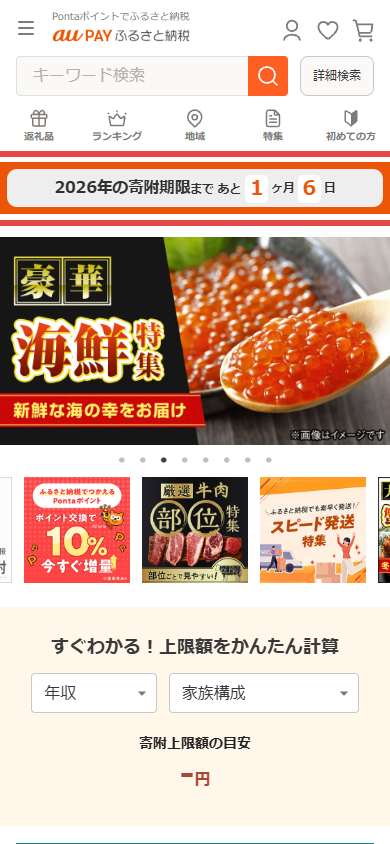 Pontaポイントでふるさと納税
au PAY ふるさと納税
キーワード検索
詳細検索
返礼品
ランキング
地域
特集
初めての方
2026年の寄附期限まで あと 1 ヶ月 6 日
豪華
海鮮特集
新鮮な海の幸をお届け
※画像はイメージです
ふるさと納税でつかえる
Pontaポイント
ポイント交換で
10%
今すぐ増量
厳選 牛肉
部位特集
部位ごとで見やすい!
ふるさと納税でも最早く発送!
スピード発送
特集
すぐわかる！上限額をかんたん計算
年収
家族構成
寄附上限額の目安
-円